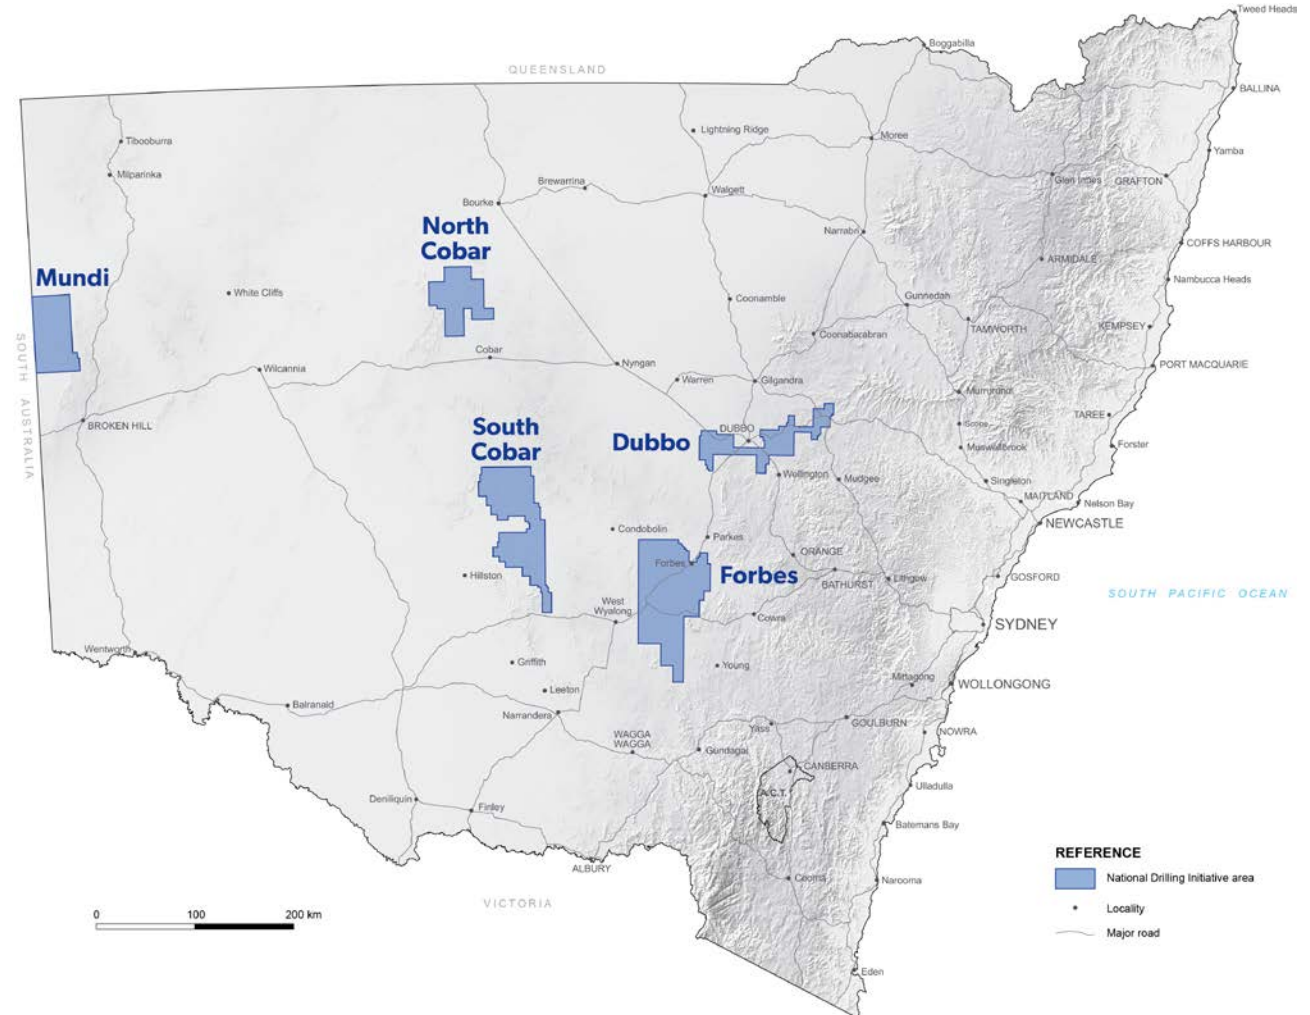 Tweed Heads
Boggabilla
QUEENSLAND
BALLINA
Lightning Ridge
Moree
Tibooburra
Yamba
Milparinka
Glen Innes
GRAFTON
Brewarrina
Walgett
Bourke
North
Cobar
Narrabri
COFFS HARBOUR
ARMIDALE
Mundi
Nambucca Heads
White Cliffs
Coonamble
Gunnedah
Coonabarabran
TAMWORTH
KEMPSEY
SOUTH AUSTRALIA
Cobar
Nyngan
PORT MACQUARIE
Wilcannia
Warren
Gilgandra
Murrurundi
BROKEN HILL
South
Cobar
Dubbo
DUBBO
TAREE
Scone
Muswellbrook
Forster
Wellington
Mudgee
Singleton
MAITLAND
Nelson Bay
NEWCASTLE
Condobolin
Parkes
ORANGE
Forbes
Forbes
BATHURST
Lithgow
GOSFORD
Hillston
SOUTH PACIFIC OCEAN
West
Wyalong
Cowra
SYDNEY
Wentworth
Griffith
Young
Mittagong
WOLLONGONG
Leeton
Balranald
Narrandera
GOULBURN
Yass
NOWRA
WAGGA
WAGGA
Gundagai
CANBERRA
A.C.T.
Ulladulla
Deniliquin
Finley
Batemans Bay
ALBURY
Cooma
Narooma
VICTORIA
Eden
REFERENCE
National Drilling Initiative area
Locality
Major road
0 100 200 km